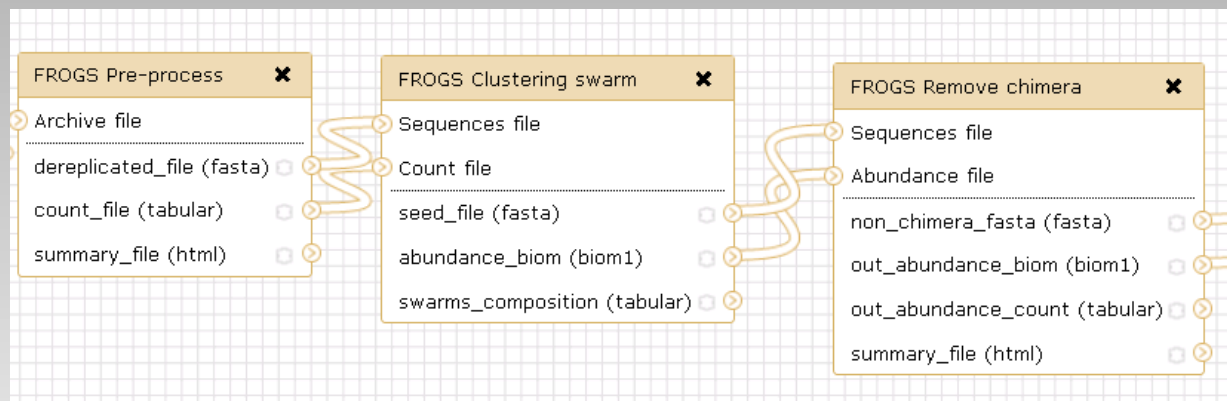 FROGS Pre-process
Archive file
dereplicated_file (fasta)
count_file (tabular)
summary_file (html)
FROGS Clustering swarm
Sequences file
Count file
seed_file (fasta)
abundance_biom (biom1)
swarms_composition (tabular)
FROGS Remove chimera
Sequences file
Abundance file
non_chimera_fasta (fasta)
out_abundance_biom (biom1)
out_abundance_count (tabular)
summary_file (html)